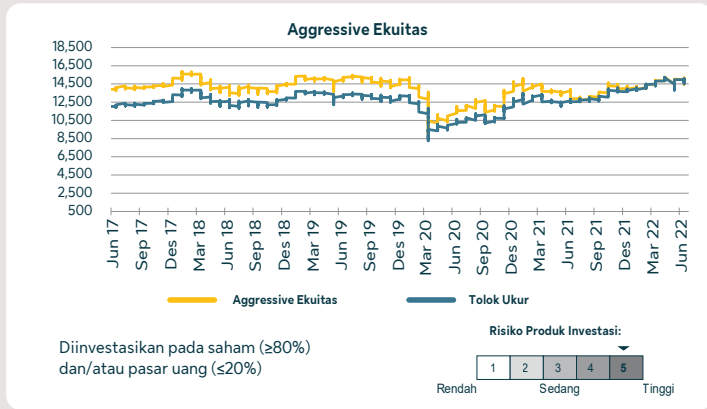 Aggressive Ekuitas
18,500
16,500
14,500
12,500
10,500
8,500
6,500
4,500
2,500
500
Jun 17
Sep 17
Des 17
Mar 18
Jun 18
Sep 18
Des 18
Mar 19
Jun 19
Sep 19
Des 19
Mar 20
Jun 20
Sep 20
Des 20
Mar 21
Jun 21
Sep 21
Des 21
Mar 22
Jun 22
Aggressive Ekuitas
Tolok Ukur
Diinvestasikan pada saham (≥80%)
dan/atau pasar uang (≤20%)
Risiko Produk Investasi:
1 2 3 4 5
Rendah Sedang Tinggi